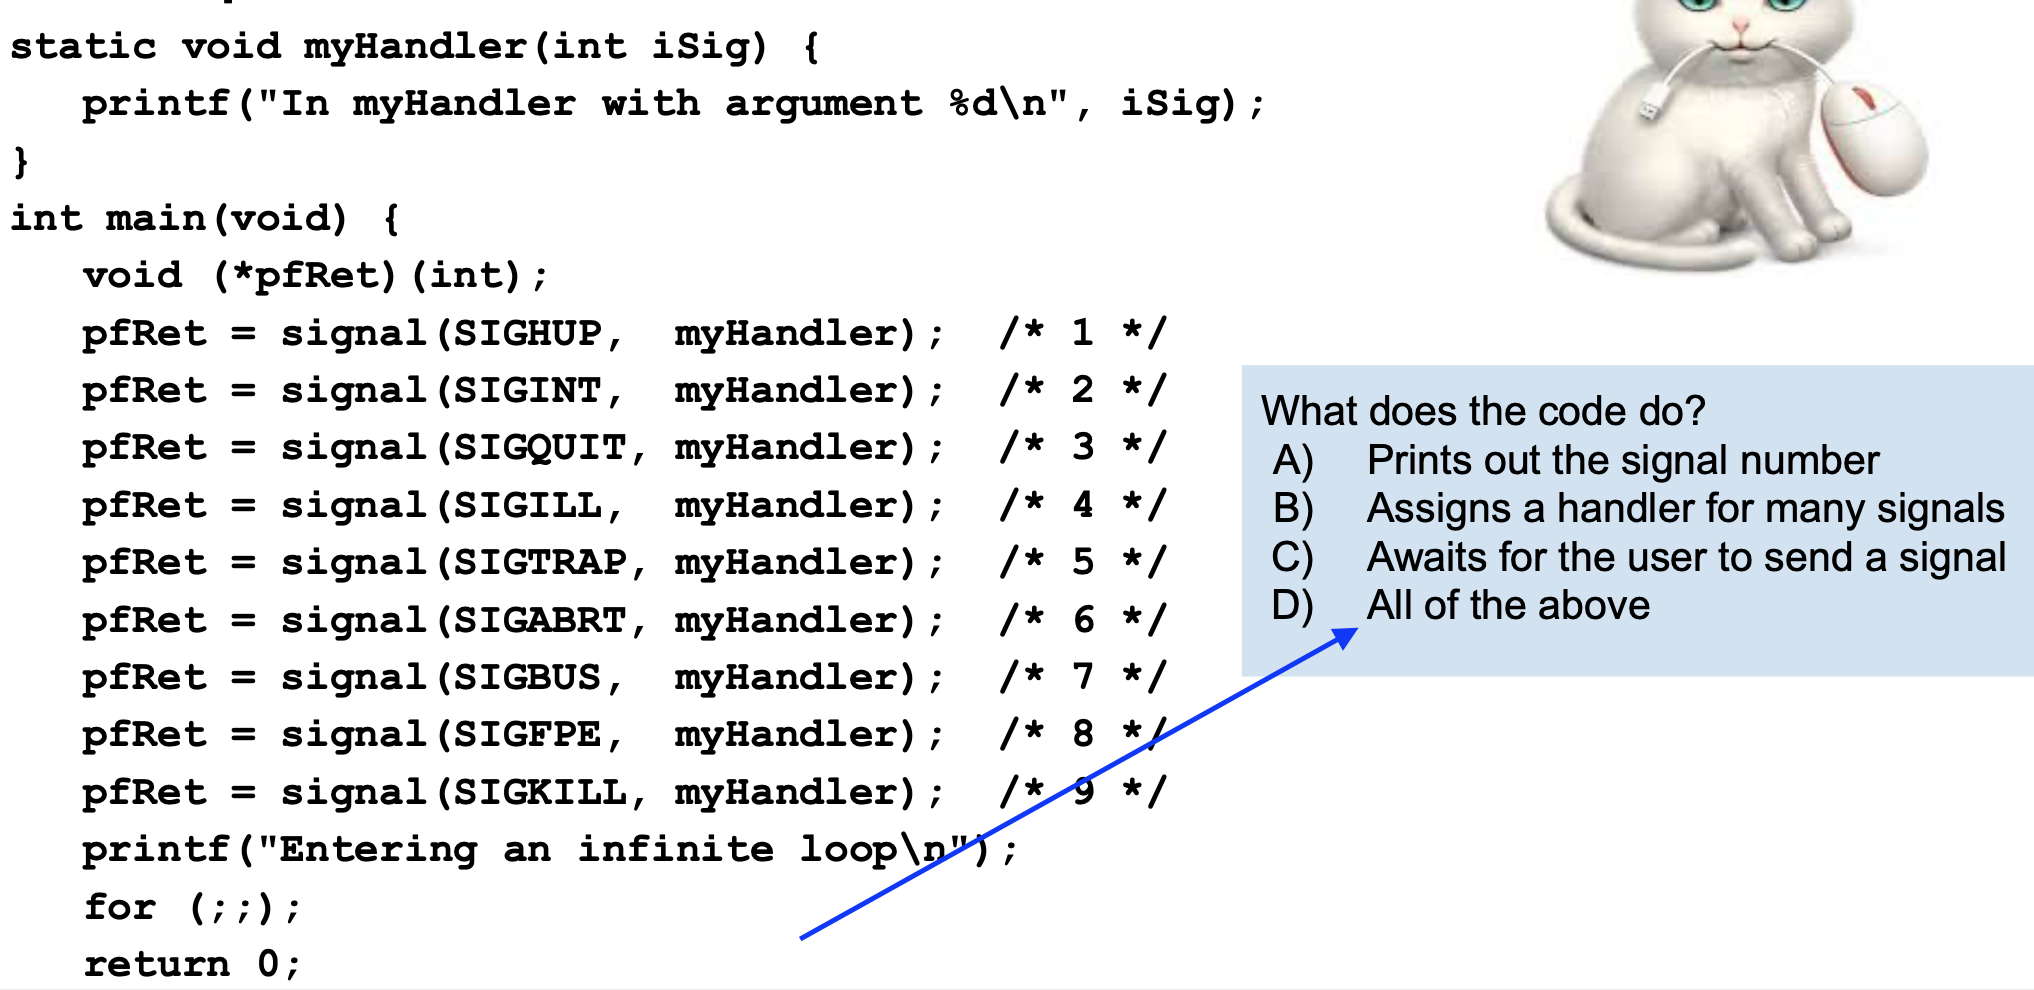 static void myHandler(int iSig) {
   printf("In myHandler with argument %d\n", iSig);
}
int main(void) {
   void (*pfRet)(int);
   pfRet = signal(SIGHUP,  myHandler);  /* 1 */
   pfRet = signal(SIGINT,  myHandler);  /* 2 */
   pfRet = signal(SIGQUIT, myHandler);  /* 3 */
   pfRet = signal(SIGILL,  myHandler);  /* 4 */
   pfRet = signal(SIGTRAP, myHandler);  /* 5 */
   pfRet = signal(SIGABRT, myHandler);  /* 6 */
   pfRet = signal(SIGBUS,  myHandler);  /* 7 */
   pfRet = signal(SIGFPE,  myHandler);  /* 8 */
   pfRet = signal(SIGKILL, myHandler);  /* 9 */
   printf("Entering an infinite loop\n");
   for (;;);
   return 0;
What does the code do?
A) Prints out the signal number
B) Assigns a handler for many signals
C) Awaits for the user to send a signal
D) All of the above